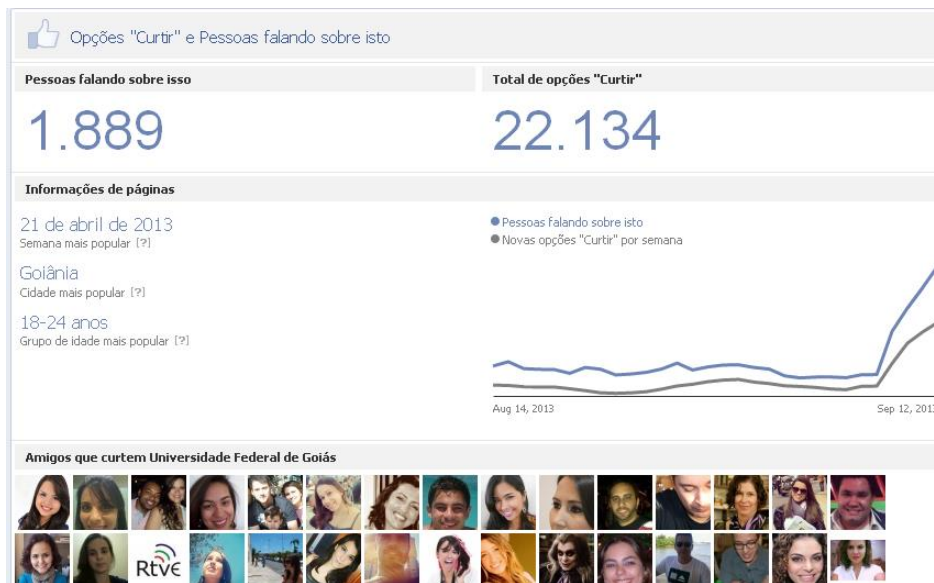 Opções "Curtir" e Pessoas falando sobre isto
Pessoas falando sobre isso
Total de opções "Curtir"
1.889
22.134
Informações de páginas
21 de abril de 2013
Semana mais popular [?]
Goiânia
Cidade mais popular [?]
18-24 anos
Grupo de idade mais popular [?]
Pessoas falando sobre isto
Novas opções "Curtir" por semana
Aug 14, 2013
Sep 12, 2013
Amigos que curtem Universidade Federal de Goiás
RTVE